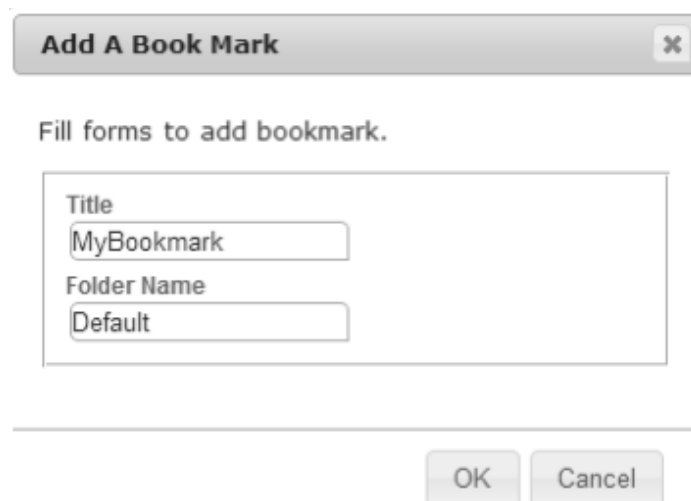 Add A Book Mark
Fill forms to add bookmark.
Title
MyBookmark
Folder Name
Default
OK Cancel